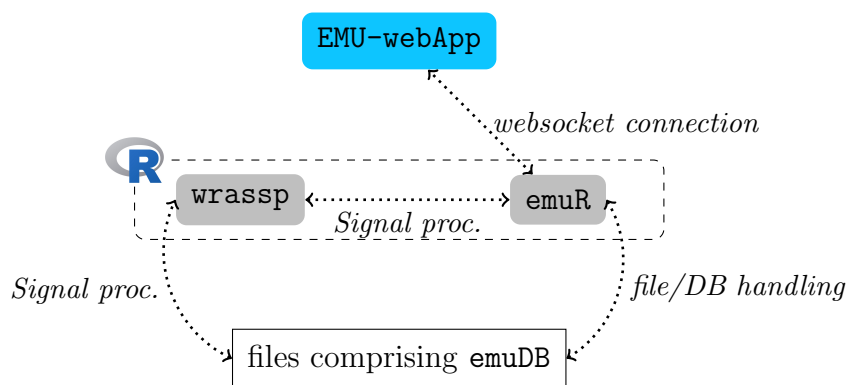 EMU-webApp
websocket connection
R
wrassp
emuR
Signal proc.
Signal proc.
file/DB handling
files comprising emuDB